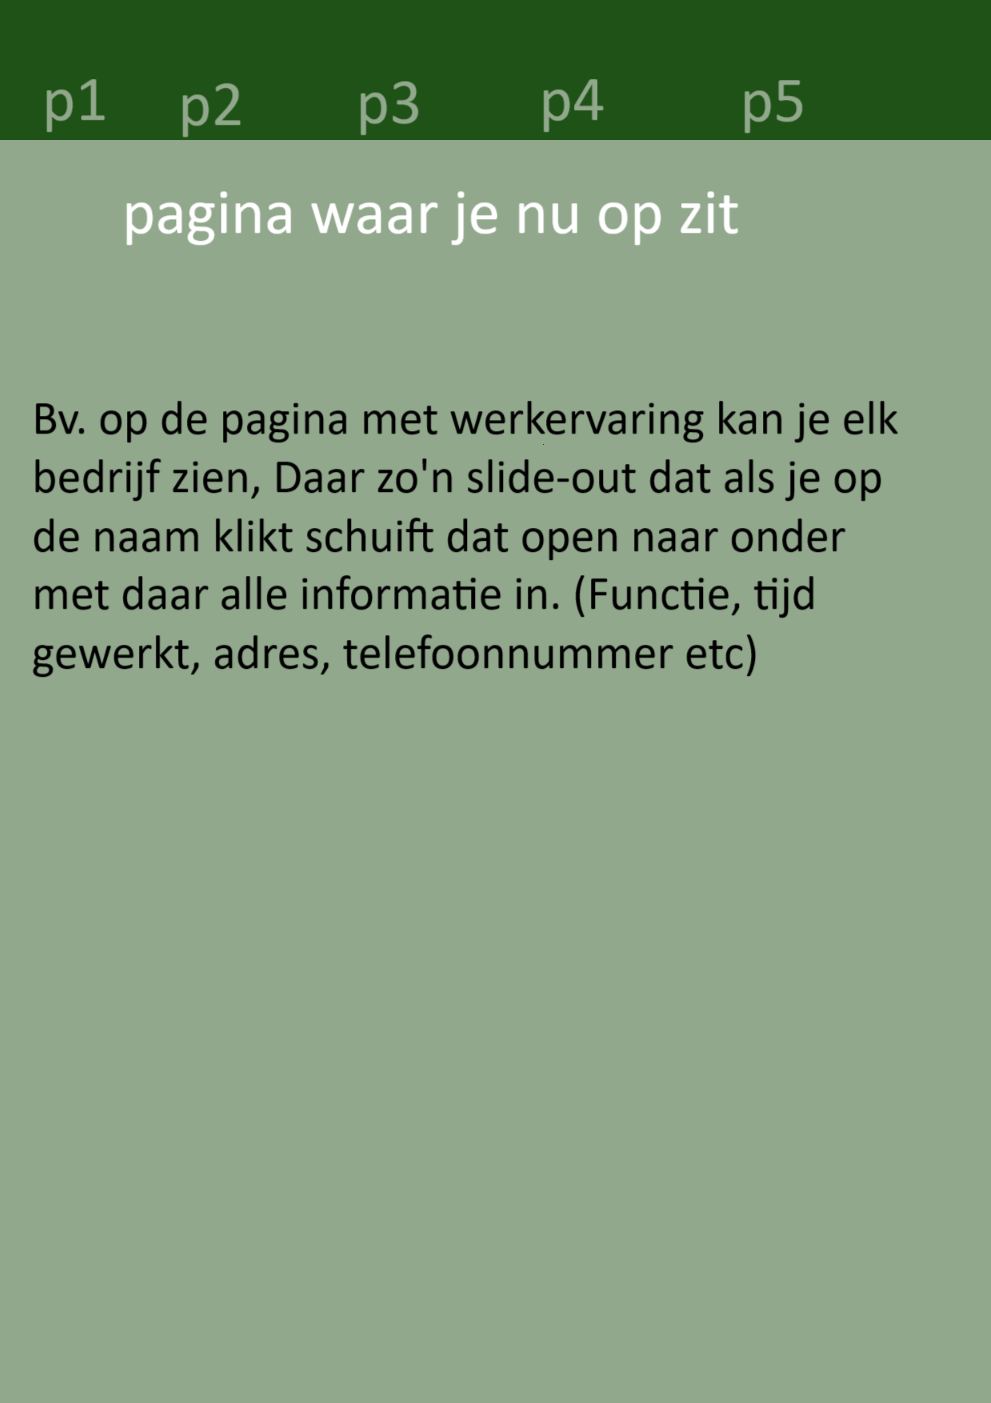 p1 p2 p3 p4 p5
pagina waar je nu op zit
Bv. op de pagina met werkervaring kan je elk
bedrijf zien, Daar zo'n slide-out dat als je op
de naam klikt schuift dat open naar onder
met daar alle informatie in. (Functie, tijd
gewerkt, adres, telefoonnummer etc)